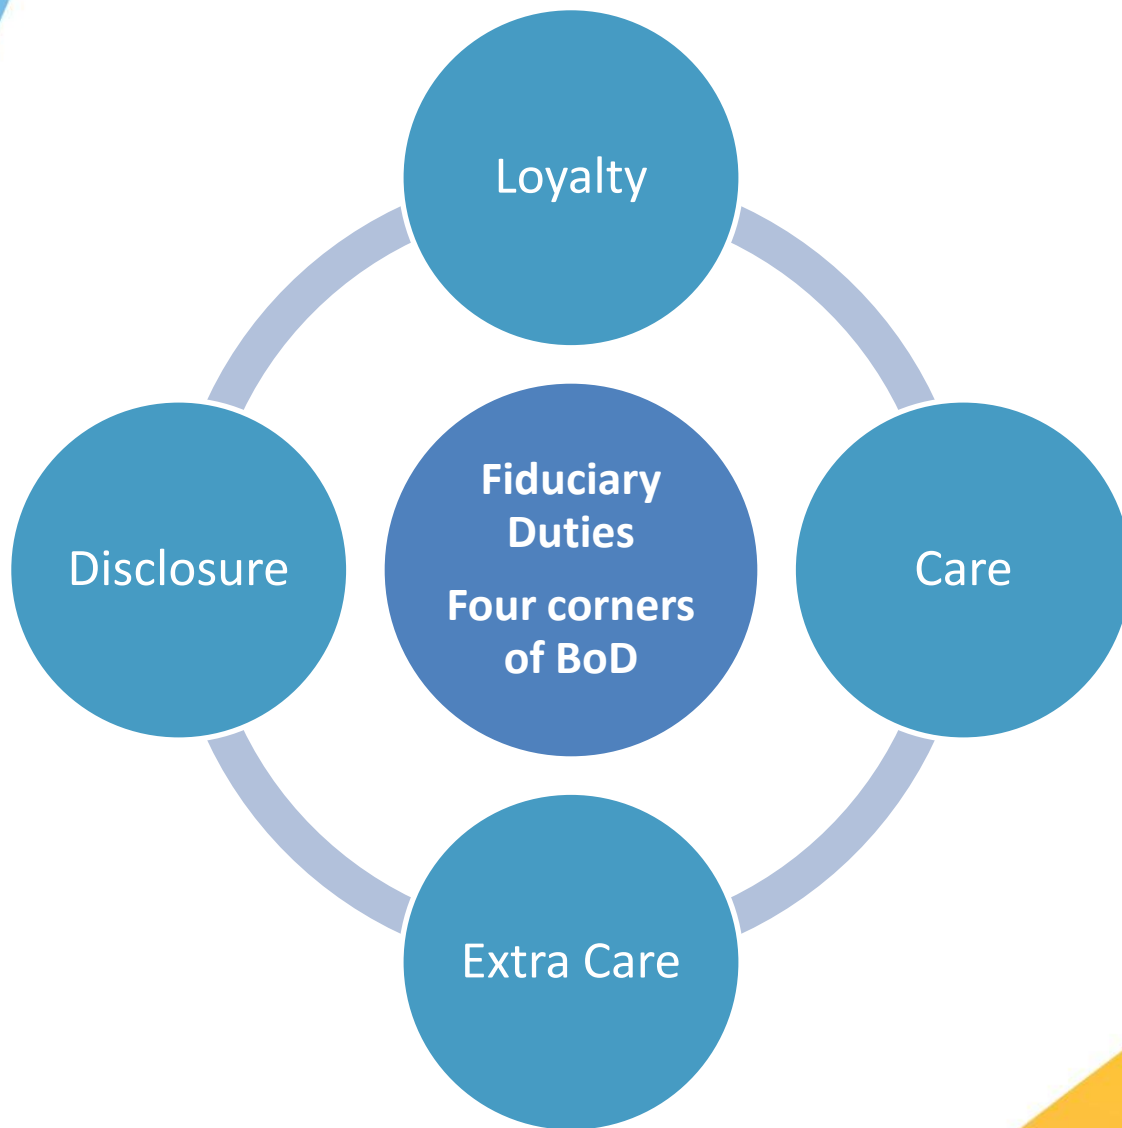 Loyalty
Disclosure
Fiduciary
Duties
Four corners
of BoD
Care
Extra Care